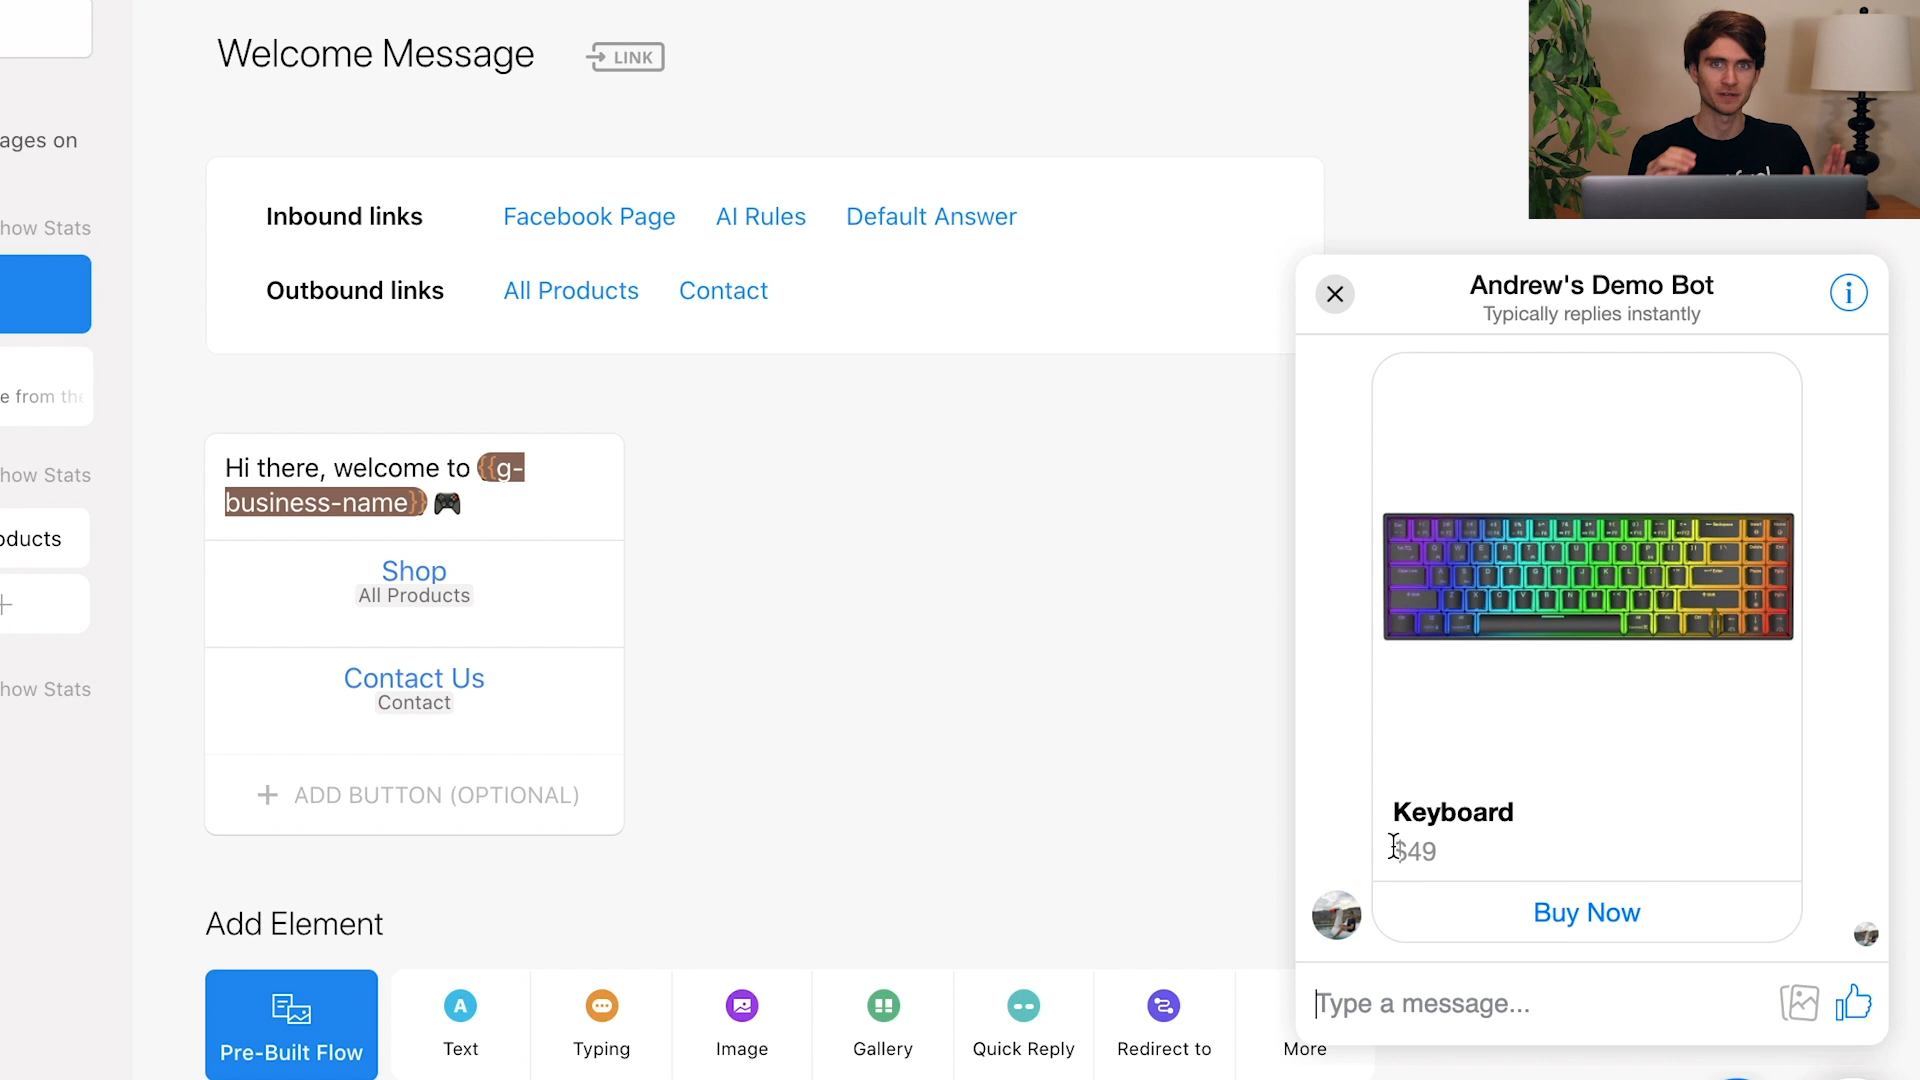 Welcome Message
LINK
ages on
how Stats
e from the
how Stats
oducts
how Stats
Inbound links
Facebook Page
AI Rules
Default Answer
Outbound links
All Products
Contact
Hi there, welcome to {{g-
business-name}}
Shop
All Products
Contact Us
Contact
+ ADD BUTTON (OPTIONAL)
Add Element
Pre-Built Flow
A
Text
Typing
Image
Gallery
Quick Reply
Redirect to
More
Andrew's Demo Bot
Typically replies instantly
i
Keyboard
$49
Buy Now
Type a message...